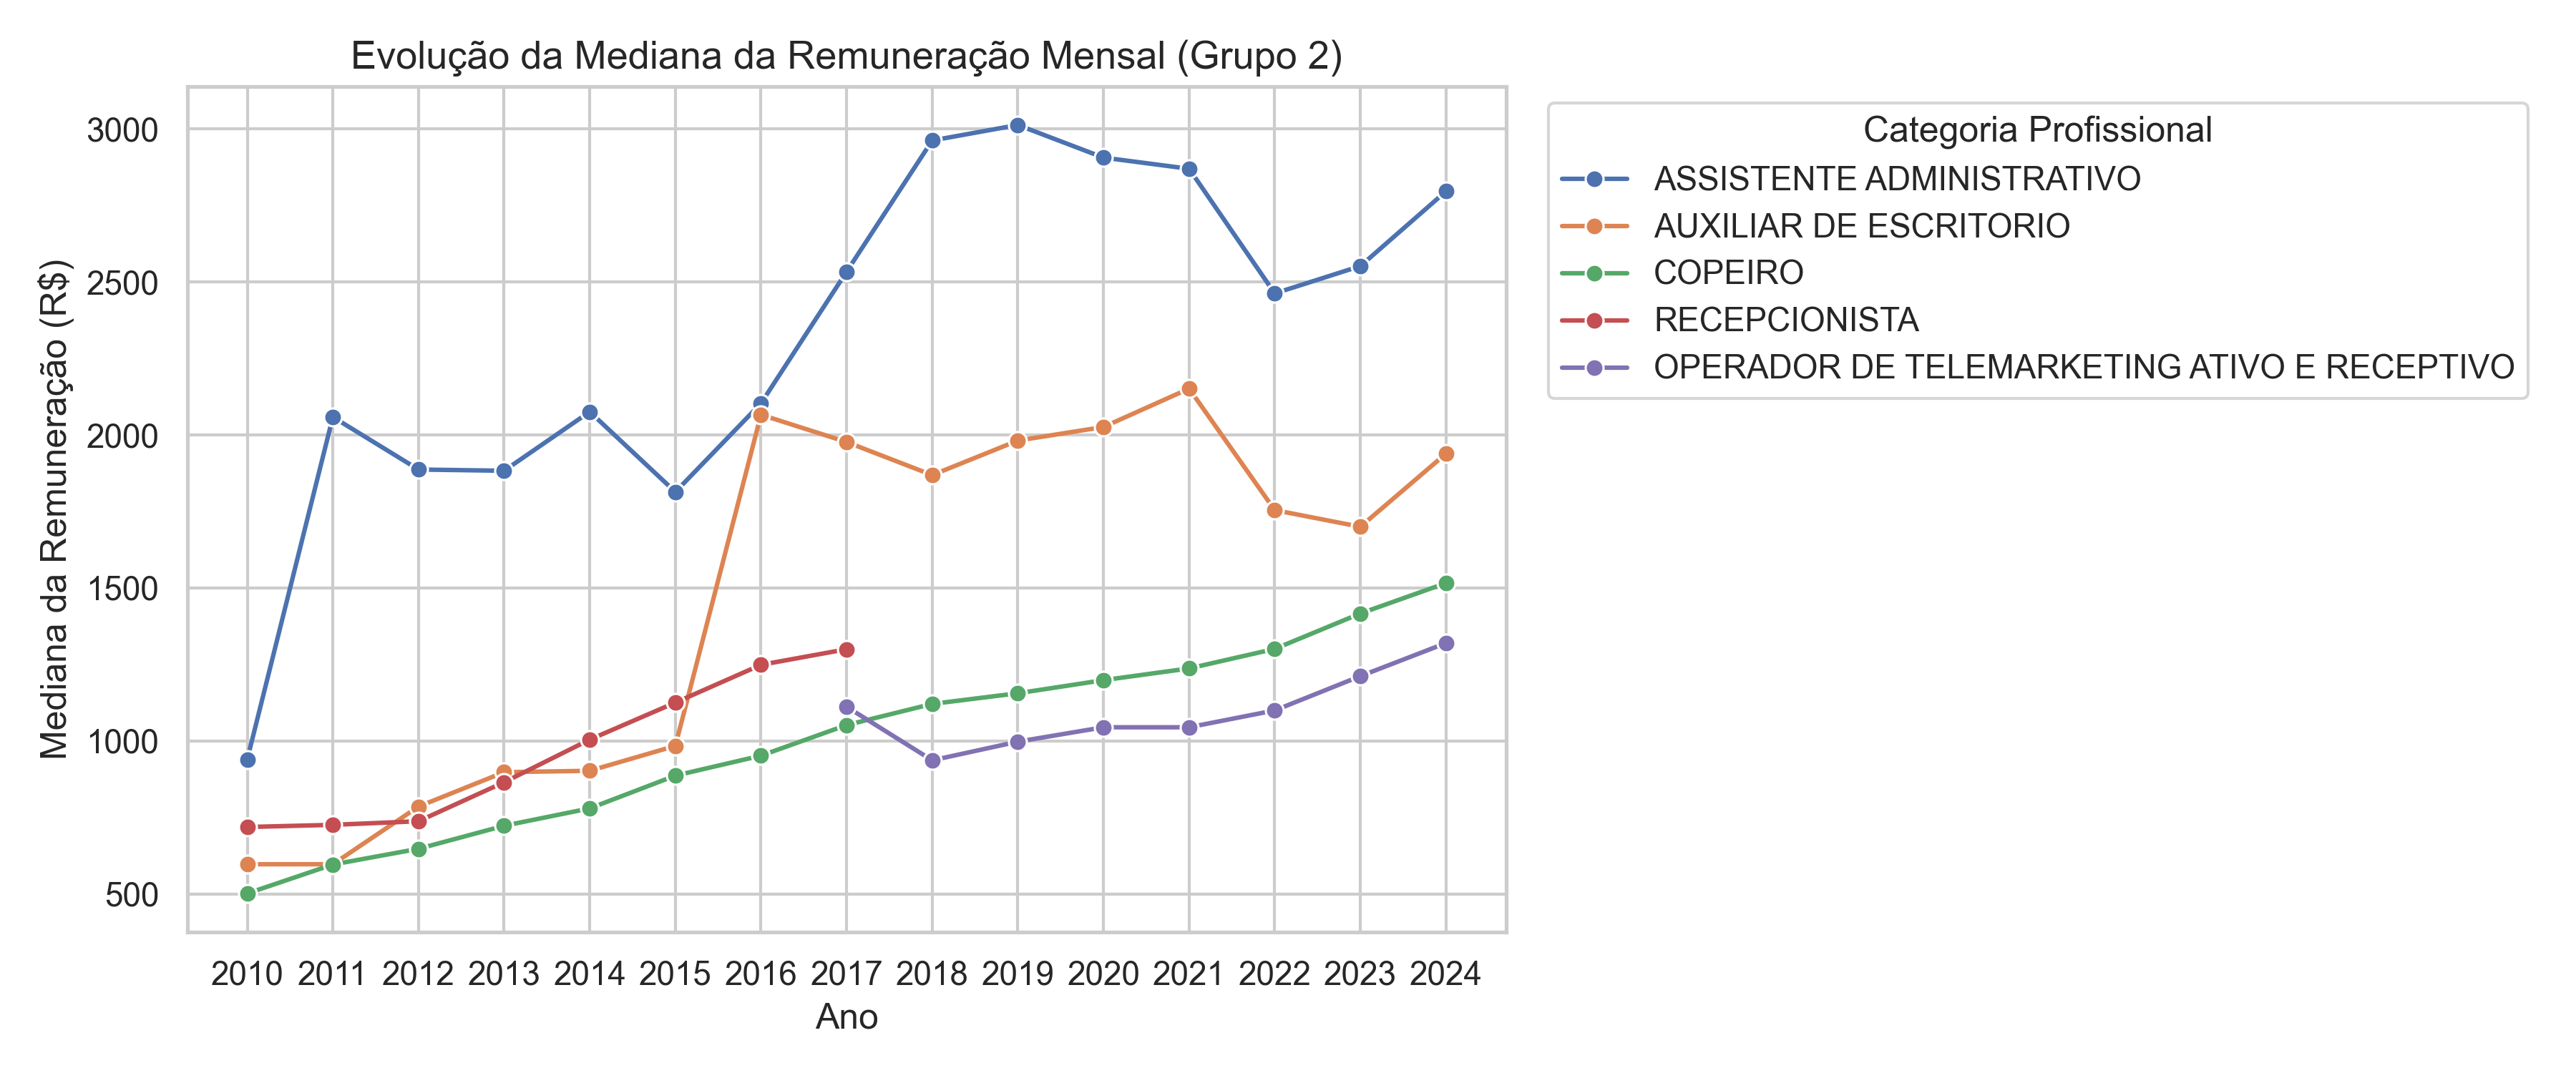 Evolução da Mediana da Remuneração Mensal (Grupo 2)
Mediana da Remuneração (R$)
3000
2500
2000
1500
1000
500
2010 2011 2012 2013 2014 2015 2016 2017 2018 2019 2020 2021 2022 2023 2024
Ano
Categoria Profissional
ASSISTENTE ADMINISTRATIVO
AUXILIAR DE ESCRITORIO
COPEIRO
RECEPCIONISTA
OPERADOR DE TELEMARKETING ATIVO E RECEPTIVO